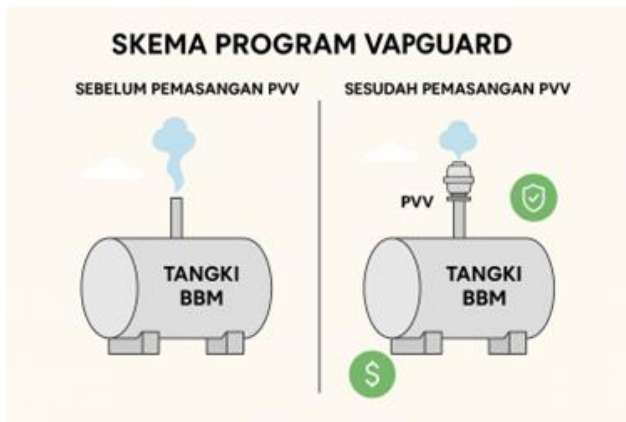 SKEMA PROGRAM VAPGUARD
SEBELUM PEMASANGAN PVV
TANGKI
BBM
SESUDAH PEMASANGAN PVV
PVV
TANGKI
BBM
$